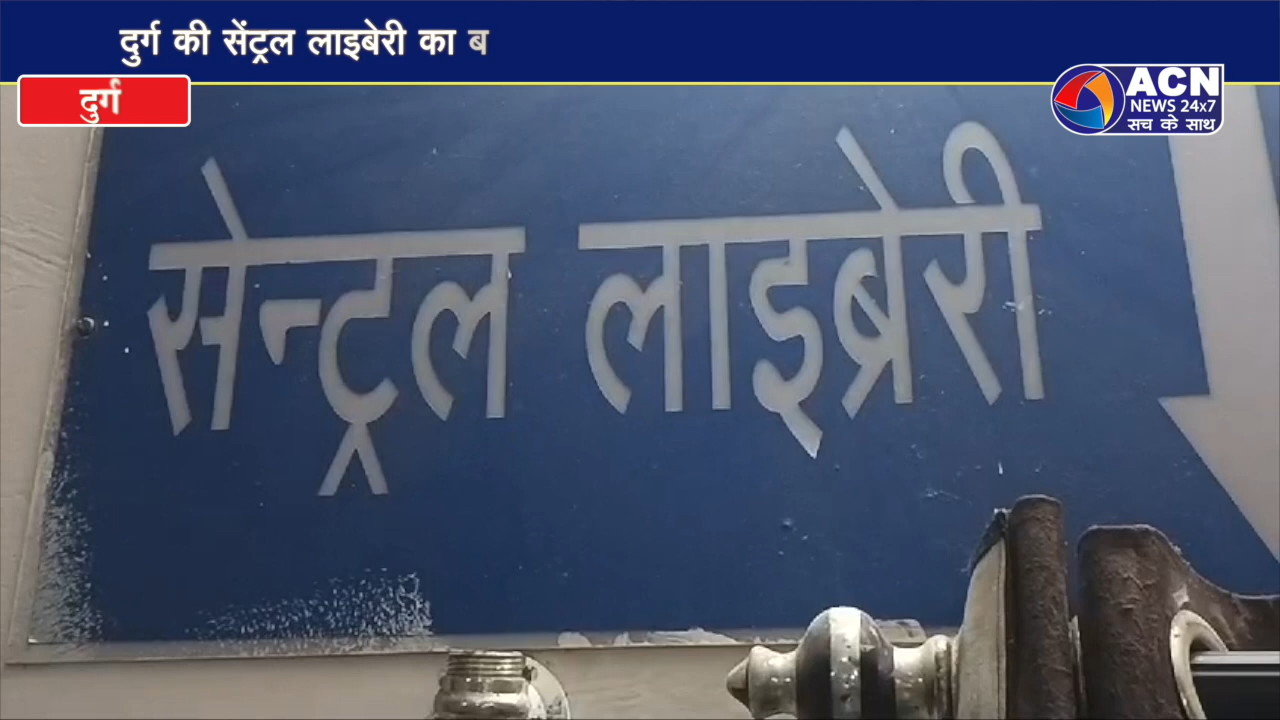 दुर्ग की सेंट्रल लाइबेरी का ब
दुर्ग
ACN
NEWS 24x7
सच के साथ
सेन्ट्रल लाइब्रेरी